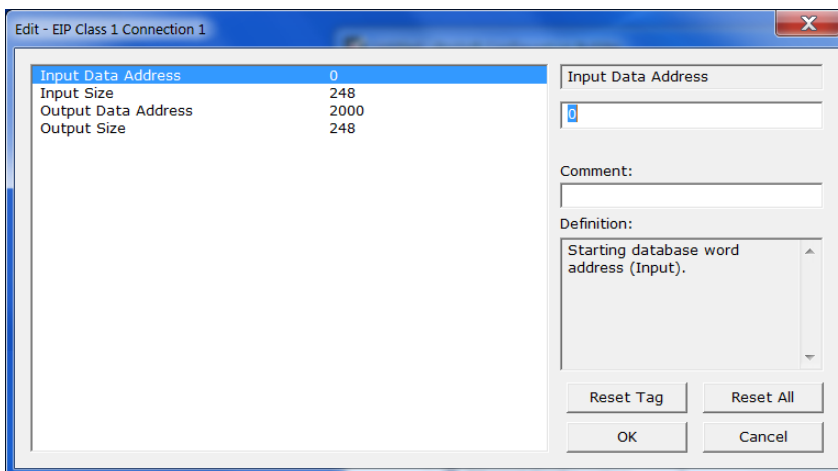 Edit - EIP Class 1 Connection 1
X
Input Data Address 0
Input Size 248
Output Data Address 2000
Output Size 248
Input Data Address
0
Comment:
Definition:
Starting database word
address (Input).
Reset Tag Reset All
OK Cancel